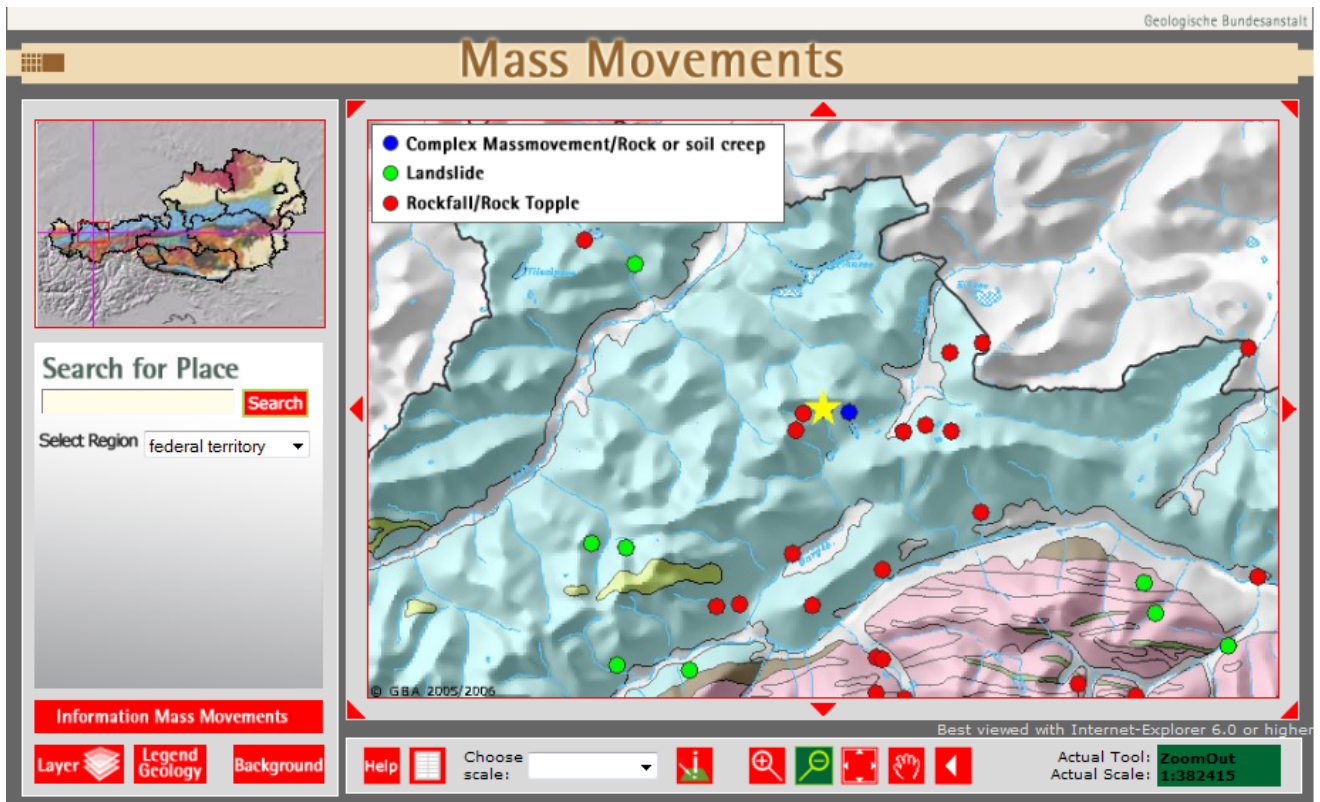 Geologische Bundesanstalt
Mass Movements
Complex Massmovement/Rock or soil creep
Landslide
Rockfall/Rock Topple
Search for Place
Search
Select Region
federal territory
© GBA 2005/2006
Information Mass Movements
Layer
Legend
Geology
Background
Best viewed with Internet-Explorer 6.0 or higher
Help
Choose
scale:
Actual Tool: ZoomOut
Actual Scale: 1:382415